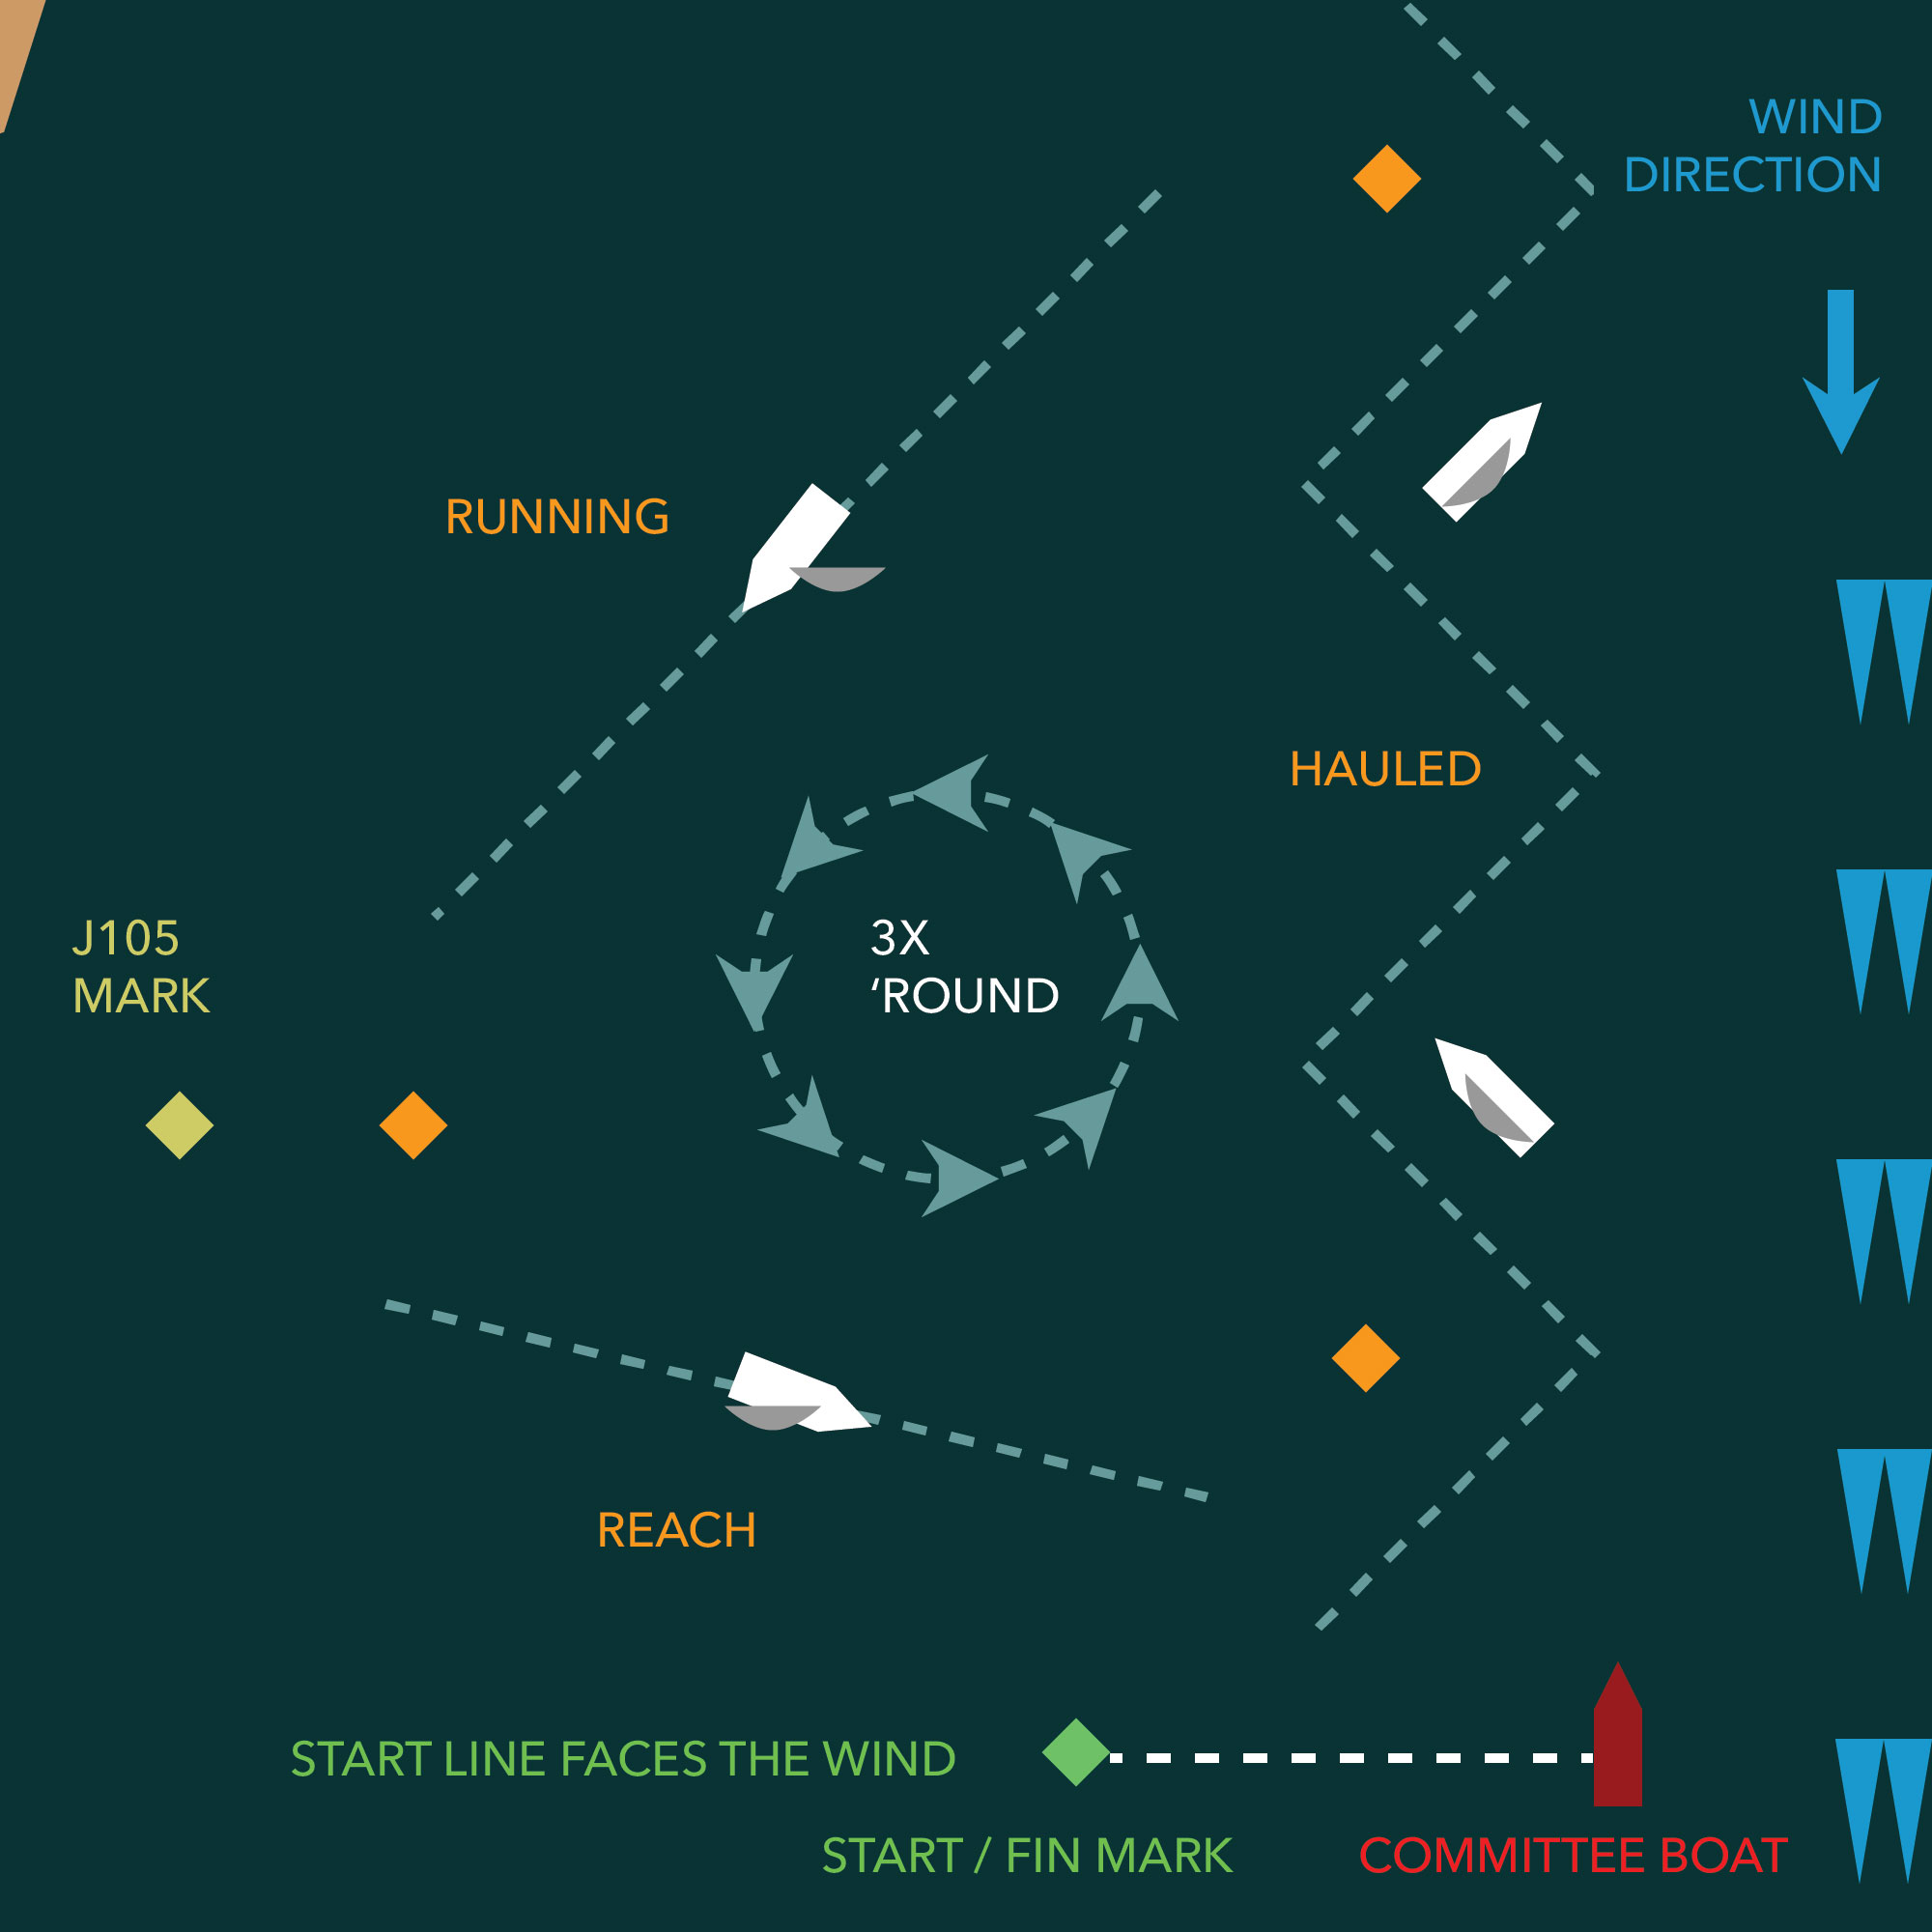 WIND
DIRECTION
RUNNING
HAULED
J105
MARK
3X
‘ROUND
REACH
START LINE FACES THE WIND
START / FIN MARK
COMMITTEE BOAT